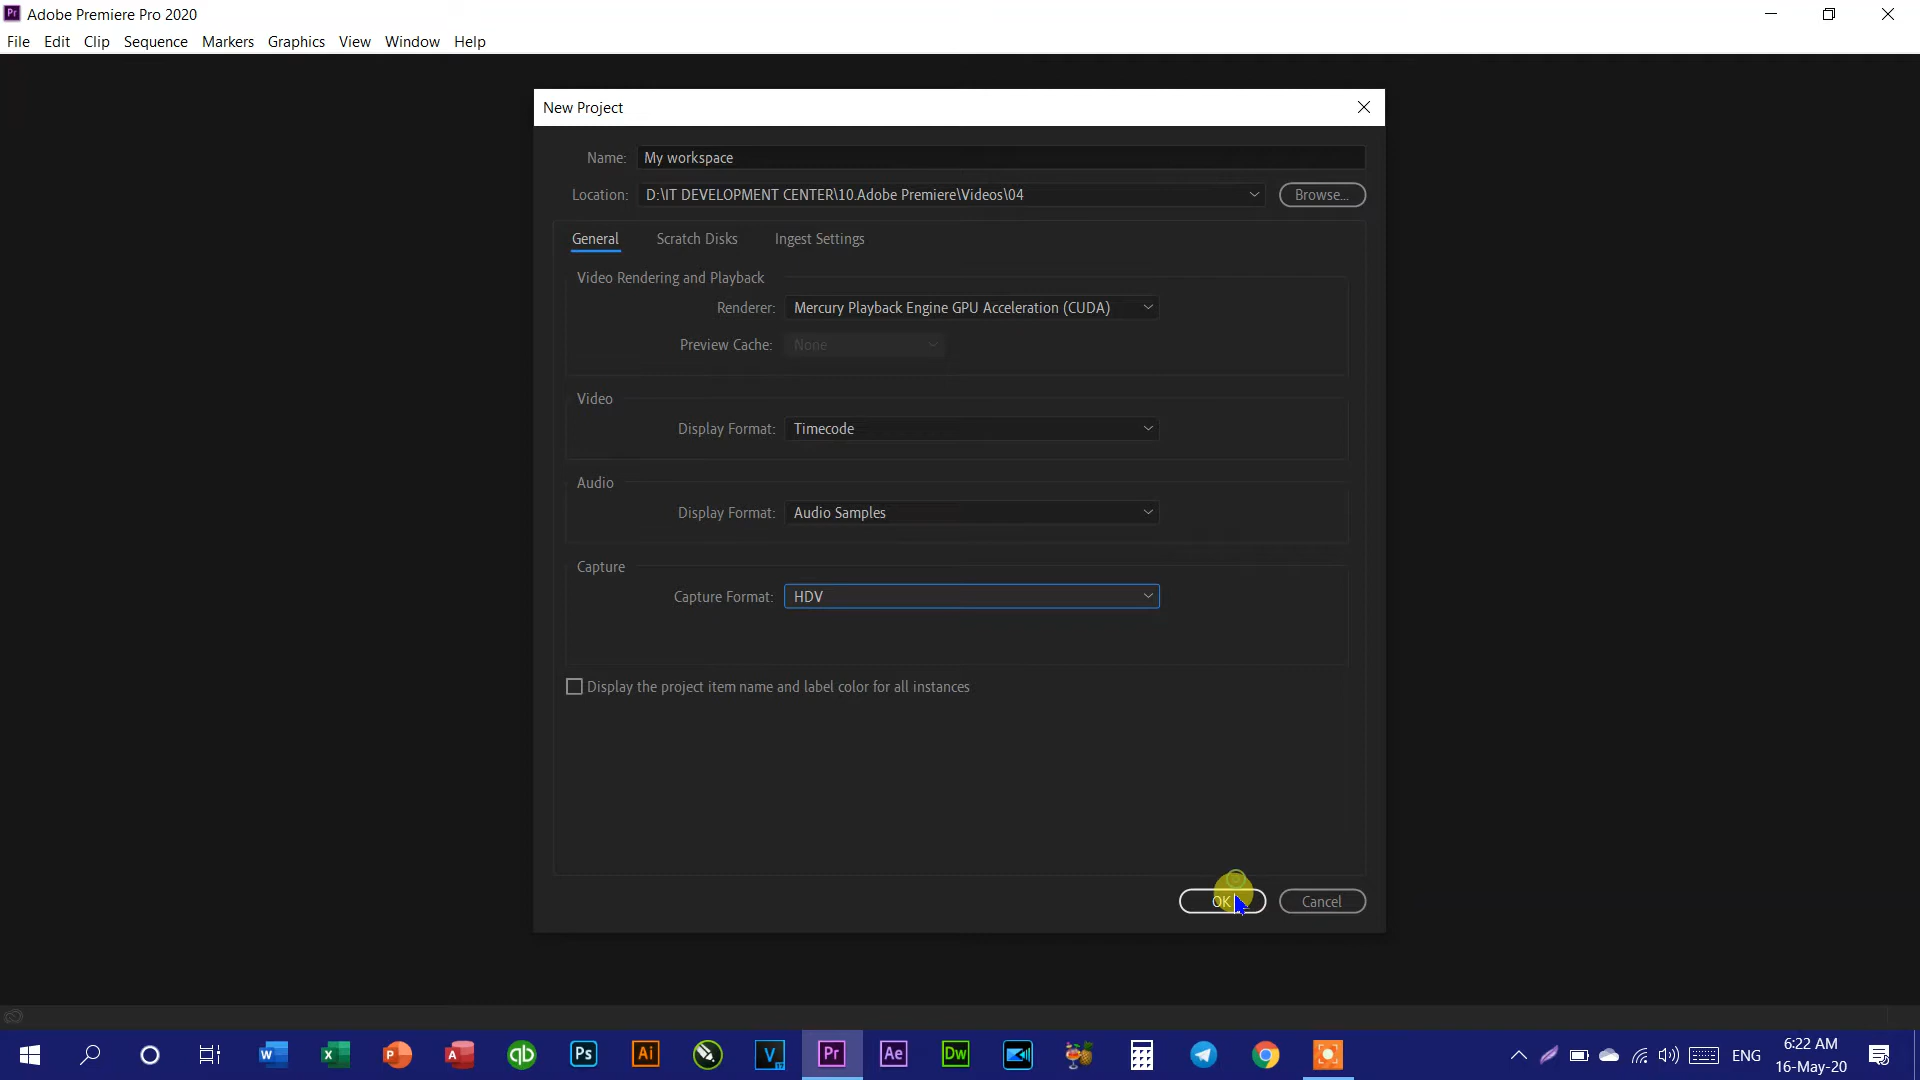 Pr Adobe Premiere Pro 2020
File Edit Clip Sequence Markers Graphics View Window Help
New Project
Name: My workspace
Location: D:\IT DEVELOPMENT CENTER\10.Adobe Premiere\Videos\04 Browse...
General Scratch Disks Ingest Settings
Video Rendering and Playback
Renderer: Mercury Playback Engine GPU Acceleration (CUDA)
Preview Cache: None
Video
Display Format: Timecode
Audio
Display Format: Audio Samples
Capture
Capture Format: HDV
Display the project item name and label color for all instances
OK Cancel
W X P A qb Ps Ai V Pr Ae Dw ENG
6:22 AM
16-May-20